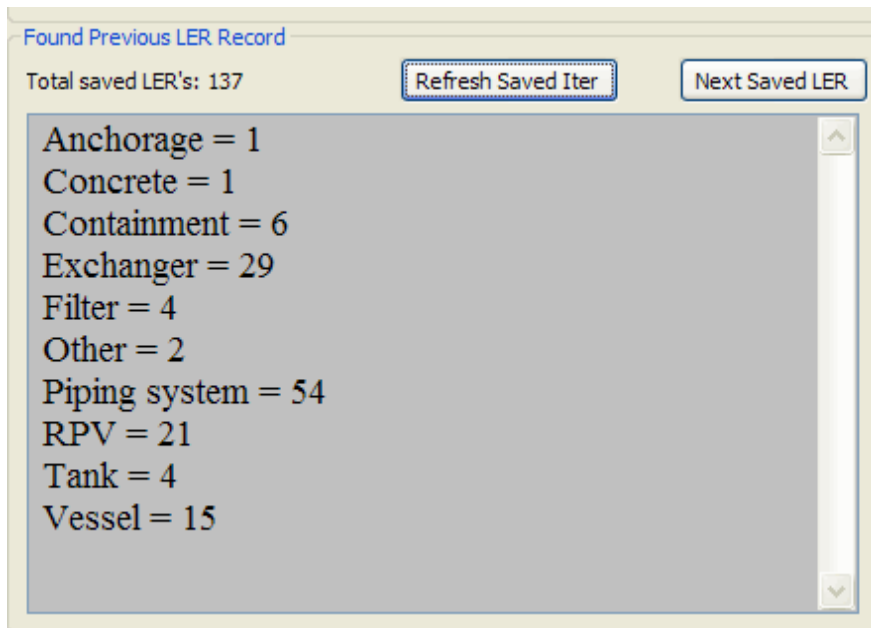 Found Previous LER Record
Total saved LER's: 137
Refresh Saved Iter
Next Saved LER
Anchorage = 1
Concrete = 1
Containment = 6
Exchanger = 29
Filter = 4
Other = 2
Piping system = 54
RPV = 21
Tank = 4
Vessel = 15